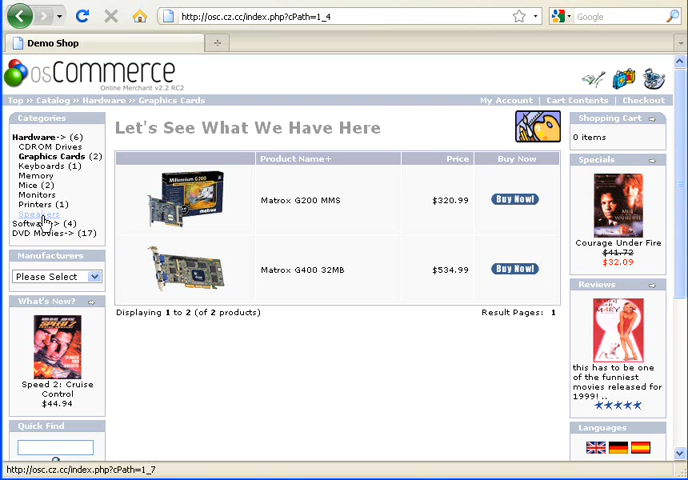 http://osc.cz.cc/index.php?cPath=1_4
Google
Demo Shop
osCommerce
Online Merchant v2.2 RC2
Top » Catalog » Hardware » Graphics Cards
My Account | Cart Contents | Checkout
Categories
Hardware-> (6)
CDROM Drives
Graphics Cards (2)
Keyboards (1)
Memory
Mice (2)
Monitors
Printers (1)
Speakers
Software-> (4)
DVD Movies-> (17)
Manufacturers
Please Select
What's New?
Speed 2: Cruise
Control
$44.94
Quick Find
Let's See What We Have Here
Product Name+ Price Buy Now
Matrox G200 MMS $320.99 Buy Now!
Matrox G400 32MB $534.99 Buy Now!
Displaying 1 to 2 (of 2 products)
Result Pages: 1
Shopping Cart
0 items
Specials
Courage Under Fire
$41.72
$32.09
Reviews
this has to be one
of the funniest
movies released for
1999! ..
Languages
http://osc.cz.cc/index.php?cPath=1_7